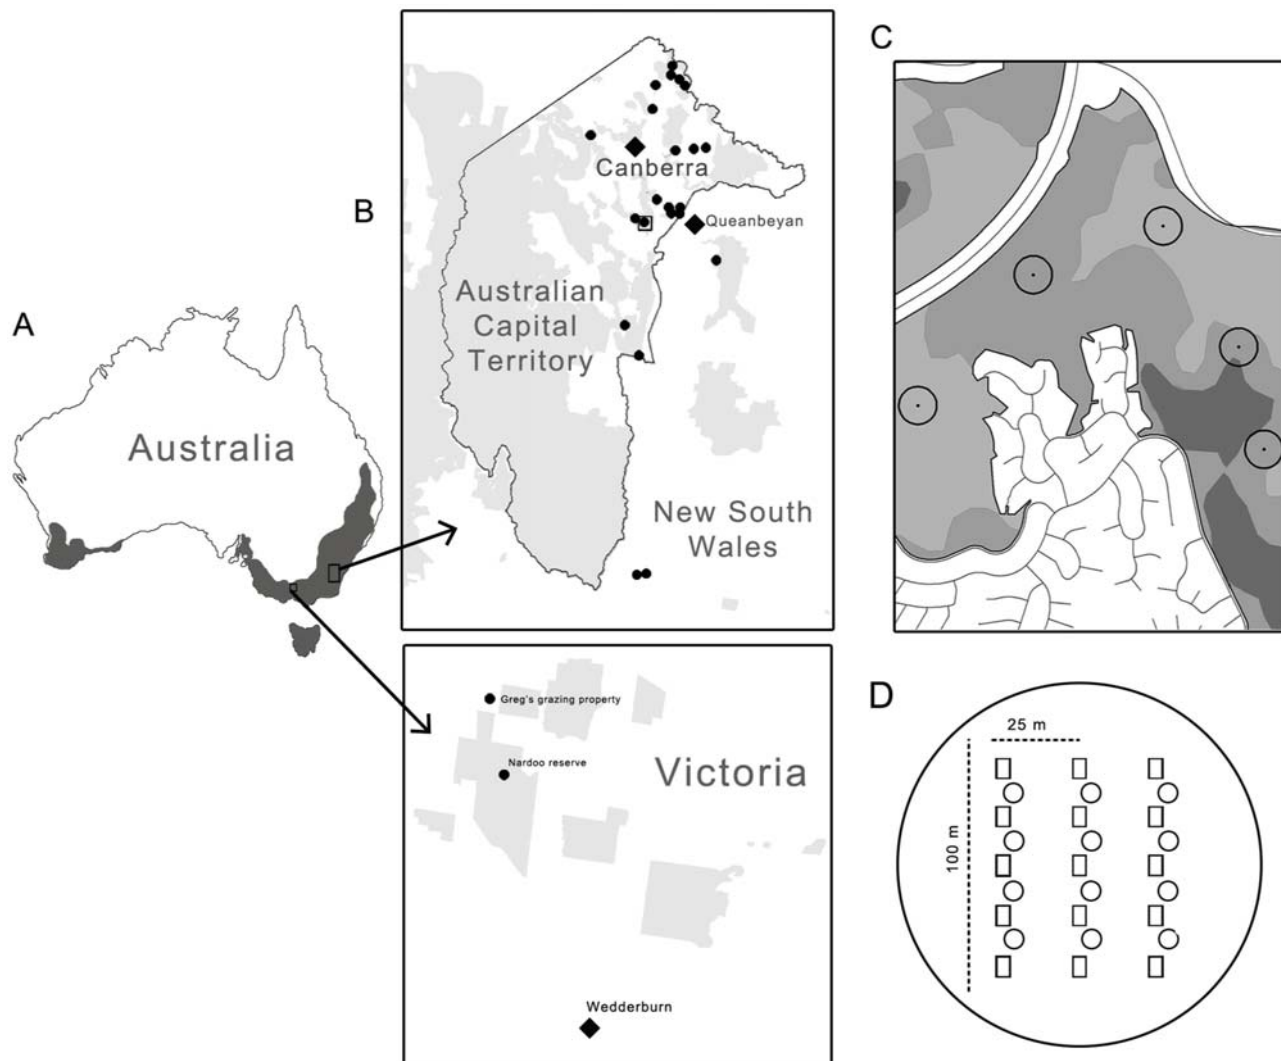 A
Australia
B
Canberra
Queanbeyan
Australian
Capital
Territory
New South
Wales
Greg's grazing property
Nardoo reserve
Victoria
Wedderburn
C
D
25 m
100 m